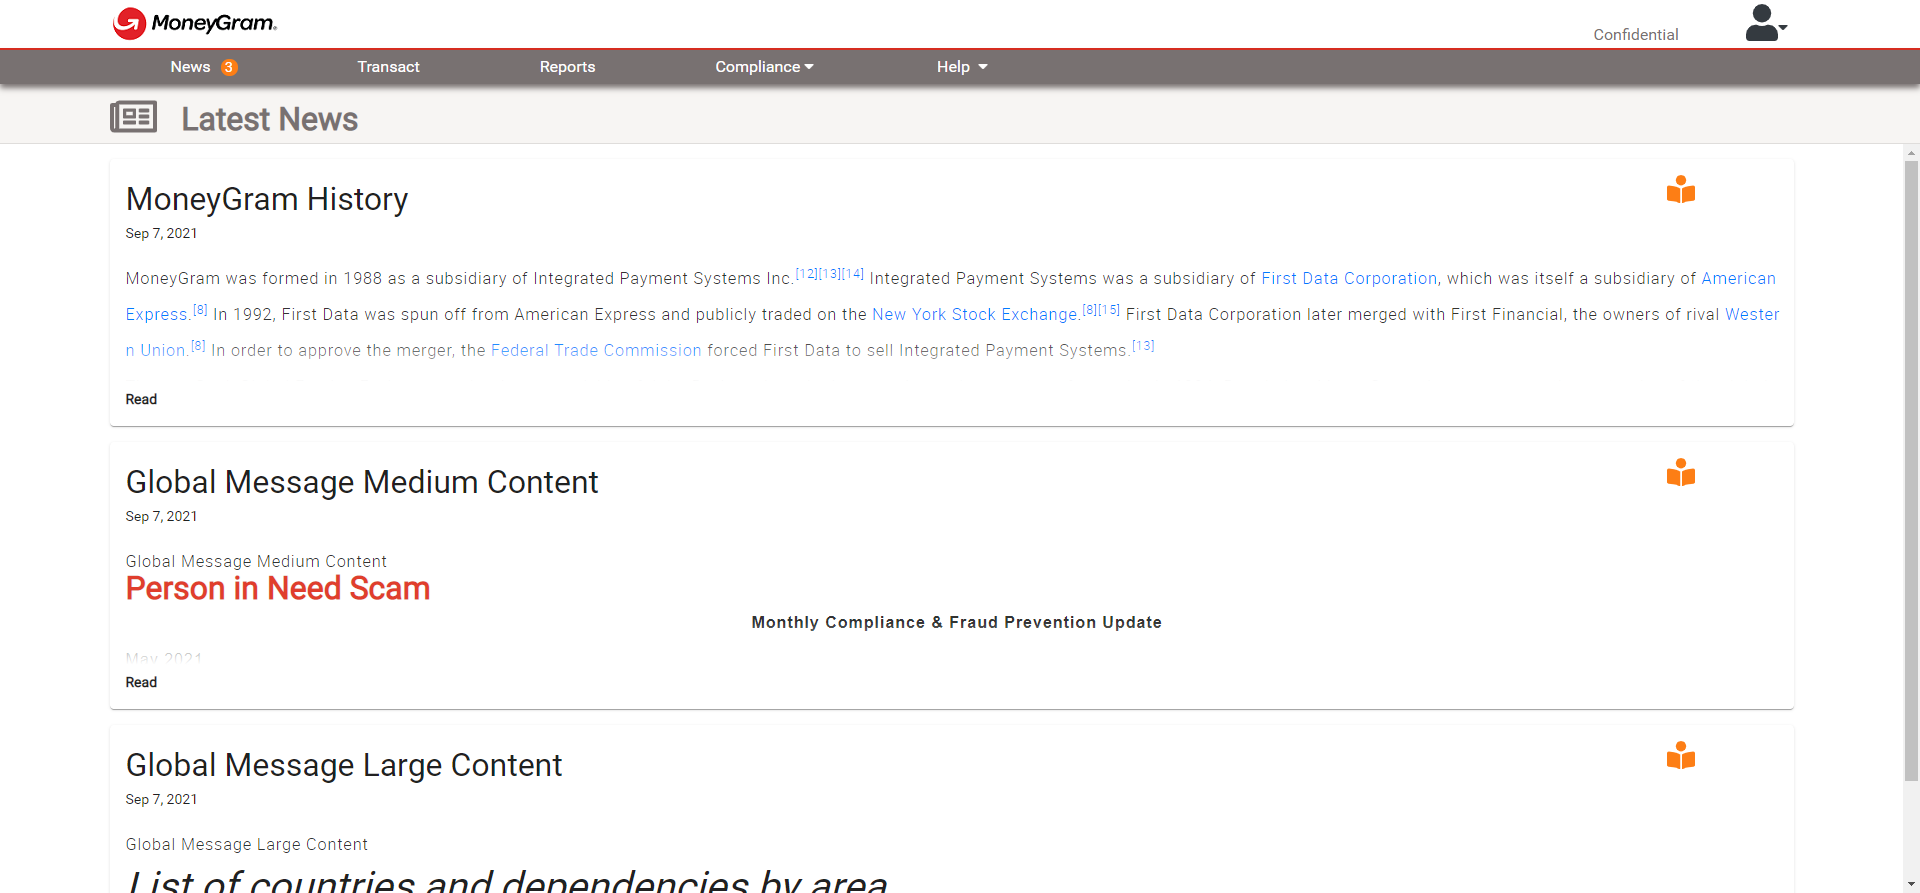 MoneyGram
Confidential
News 3 Transact Reports Compliance Help
Latest News
MoneyGram History
Sep 7, 2021
MoneyGram was formed in 1988 as a subsidiary of Integrated Payment Systems Inc.[12][13][14] Integrated Payment Systems was a subsidiary of First Data Corporation, which was itself a subsidiary of American
Express.[8] In 1992, First Data was spun off from American Express and publicly traded on the New York Stock Exchange.[8][15] First Data Corporation later merged with First Financial, the owners of rival Wester
n Union.[8] In order to approve the merger, the Federal Trade Commission forced First Data to sell Integrated Payment Systems.[13]
Read
Global Message Medium Content
Sep 7, 2021
Global Message Medium Content
Person in Need Scam
Monthly Compliance & Fraud Prevention Update
May 2021
Read
Global Message Large Content
Sep 7, 2021
Global Message Large Content
List of countries and dependencies by area